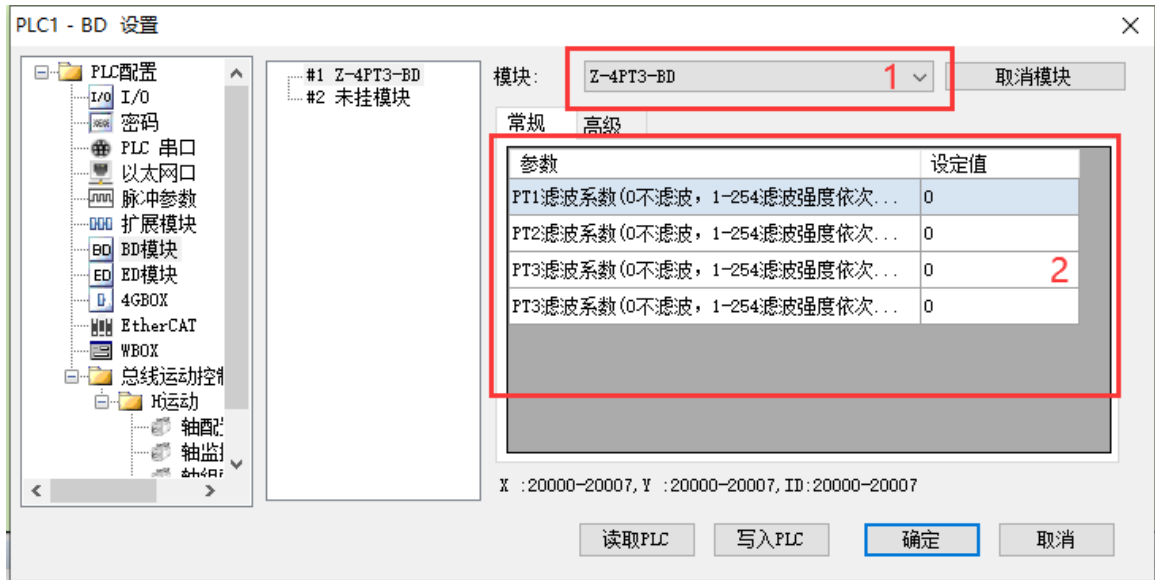 PLC1 - BD 设置
PLC配置
I/O I/O
密码
PLC 串口
以太网口
脉冲参数
扩展模块
BD BD模块
ED ED模块
4GBOX
EtherCAT
WBOX
总线运动控制
H运动
轴配
轴监
#1 Z-4PT3-BD
#2 未挂模块
模块:
Z-4PT3-BD
1
取消模块
常规
高级
参数 设定值
PT1滤波系数(0不滤波，1-254滤波强度依次... 0
PT2滤波系数(0不滤波，1-254滤波强度依次... 0
PT3滤波系数(0不滤波，1-254滤波强度依次... 0
2
PT3滤波系数(0不滤波，1-254滤波强度依次... 0
X :20000-20007,Y :20000-20007,ID:20000-20007
读取PLC 写入PLC 确定 取消